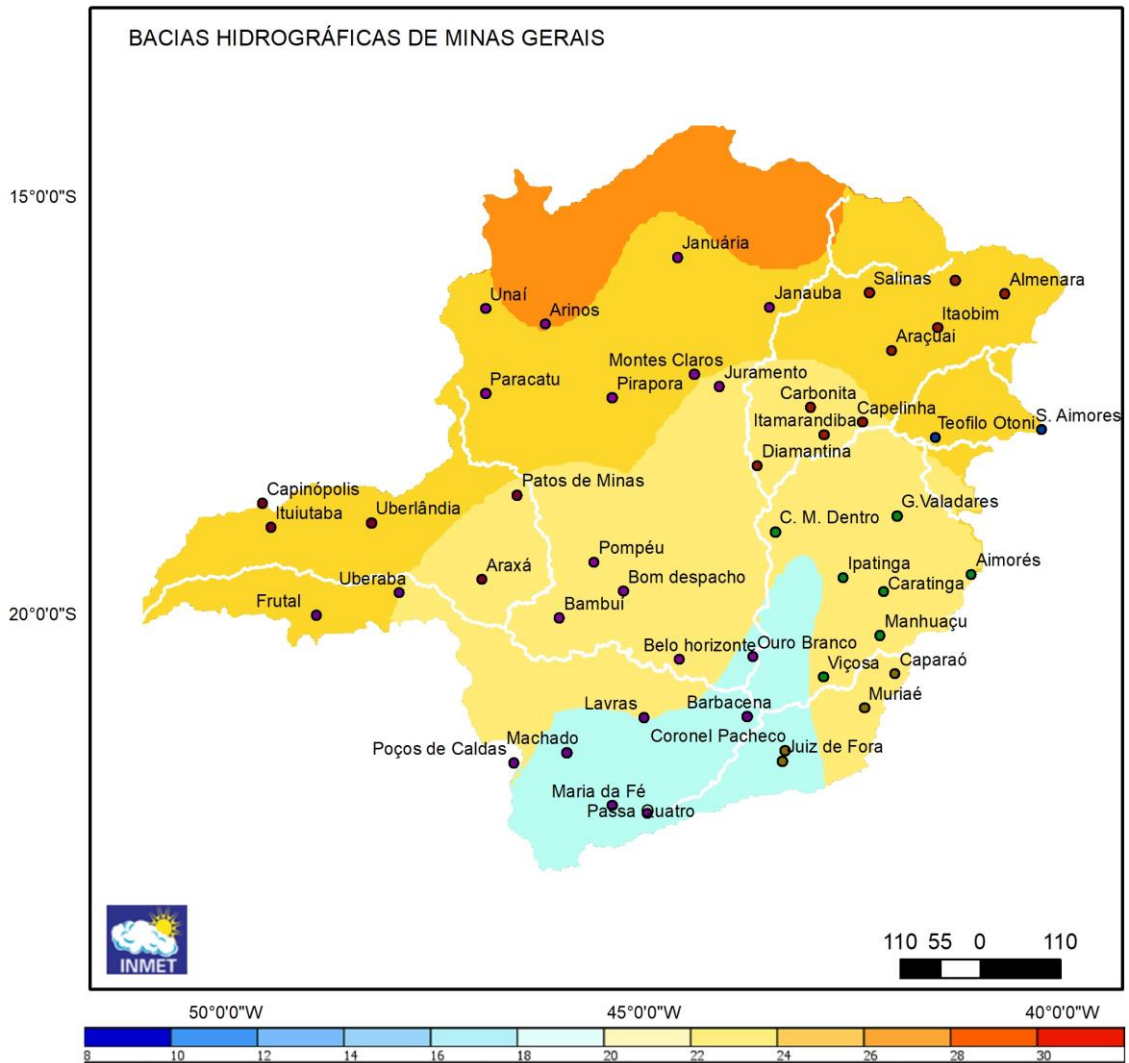 BACIAS HIDROGRÁFICAS DE MINAS GERAIS
15°0'0"S
Januária
Salinas
Almenara
Unaí
Janauba
Arinos
Itaobim
Araçuai
Montes Claros
Juramento
Paracatu
Pirapora
Carbonita
Capelinha
Itamarandiba
Teofilo Otoni
S. Aimores
Diamantina
Patos de Minas
Capinópolis
Ituiutaba
Uberlândia
G.Valadares
C. M. Dentro
Pompéu
Araxá
Ipatinga
Aimorés
Uberaba
Bom despacho
Caratinga
20°0'0"S
Frutal
Bambuí
Manhuaçu
Belo horizonte
Ouro Branco
Viçosa
Caparaó
Muriaé
Lavras
Barbacena
Machado
Coronel Pacheco
Poços de Caldas
Juiz de Fora
Maria da Fé
Passa Quatro
INMET
110 55 0 110
50°0'0"W 45°0'0"W 40°0'0"W
8 10 12 14 16 18 20 22 24 26 28 30